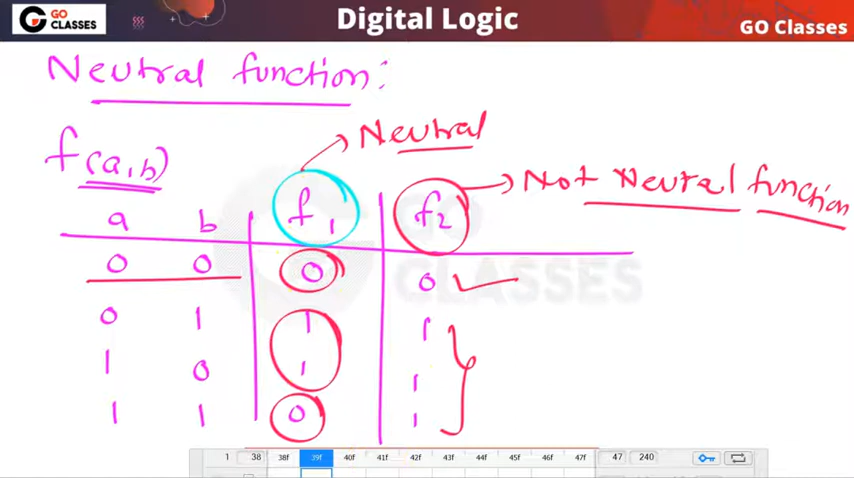 GO CLASSES
Digital Logic
GO Classes
Neutral function:
f(a,b)
Neutral
Not Neutral function
a b f1 f2
0 0 0 0
0 1 1 1
1 0 1 1
1 1 0 1
GO CLASSES
1 38 38f 39f 40f 41f 42f 43f 44f 45f 46f 47f 47 240